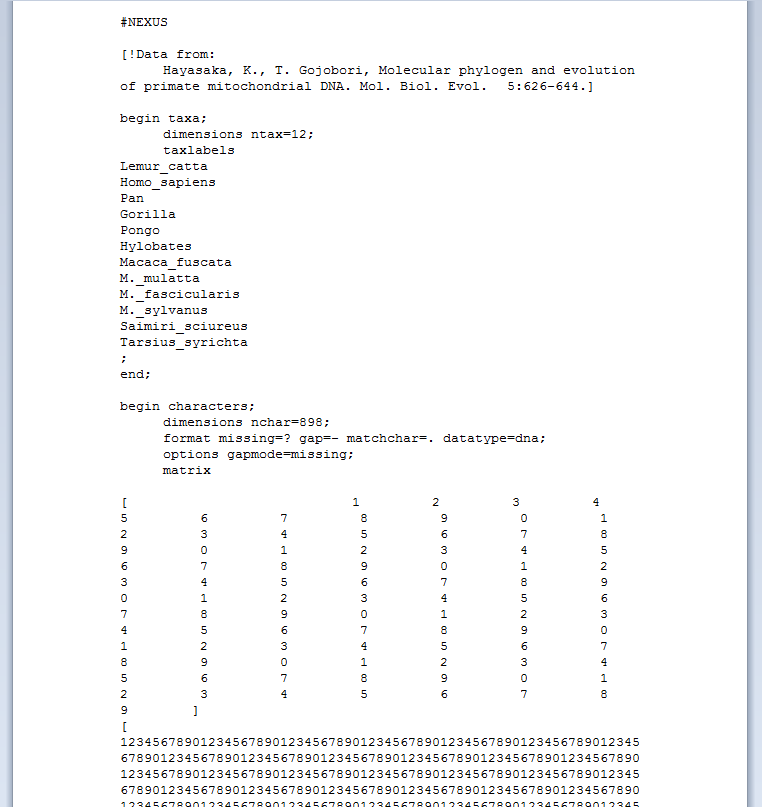 #NEXUS
[!Data from:
Hayasaka, K., T. Gojobori, Molecular phylogen and evolution
of primate mitochondrial DNA. Mol. Biol. Evol. 5:626-644.]
begin taxa;
dimensions ntax=12;
taxlabels
Lemur_catta
Homo_sapiens
Pan
Gorilla
Pongo
Hylobates
Macaca_fuscata
M._mulatta
M._fascicularis
M._sylvanus
Saimiri_sciureus
Tarsius_syrichta
;
end;
begin characters;
dimensions nchar=898;
format missing=? gap=- matchchar=. datatype=dna;
options gapmode=missing;
matrix
[ 1 2 3 4
5 6 7 8 9 0 1
2 3 4 5 6 7 8
9 0 1 2 3 4 5
6 7 8 9 0 1 2
3 4 5 6 7 8 9
0 1 2 3 4 5 6
7 8 9 0 1 2 3
4 5 6 7 8 9 0
1 2 3 4 5 6 7
8 9 0 1 2 3 4
5 6 7 8 9 0 1
2 3 4 5 6 7 8
9 ]
[
12345678901234567890123456789012345678901234567890123456789012345
67890123456789012345678901234567890123456789012345678901234567890
12345678901234567890123456789012345678901234567890123456789012345
67890123456789012345678901234567890123456789012345678901234567890
12345678901234567890123456789012345678901234567890123456789012345